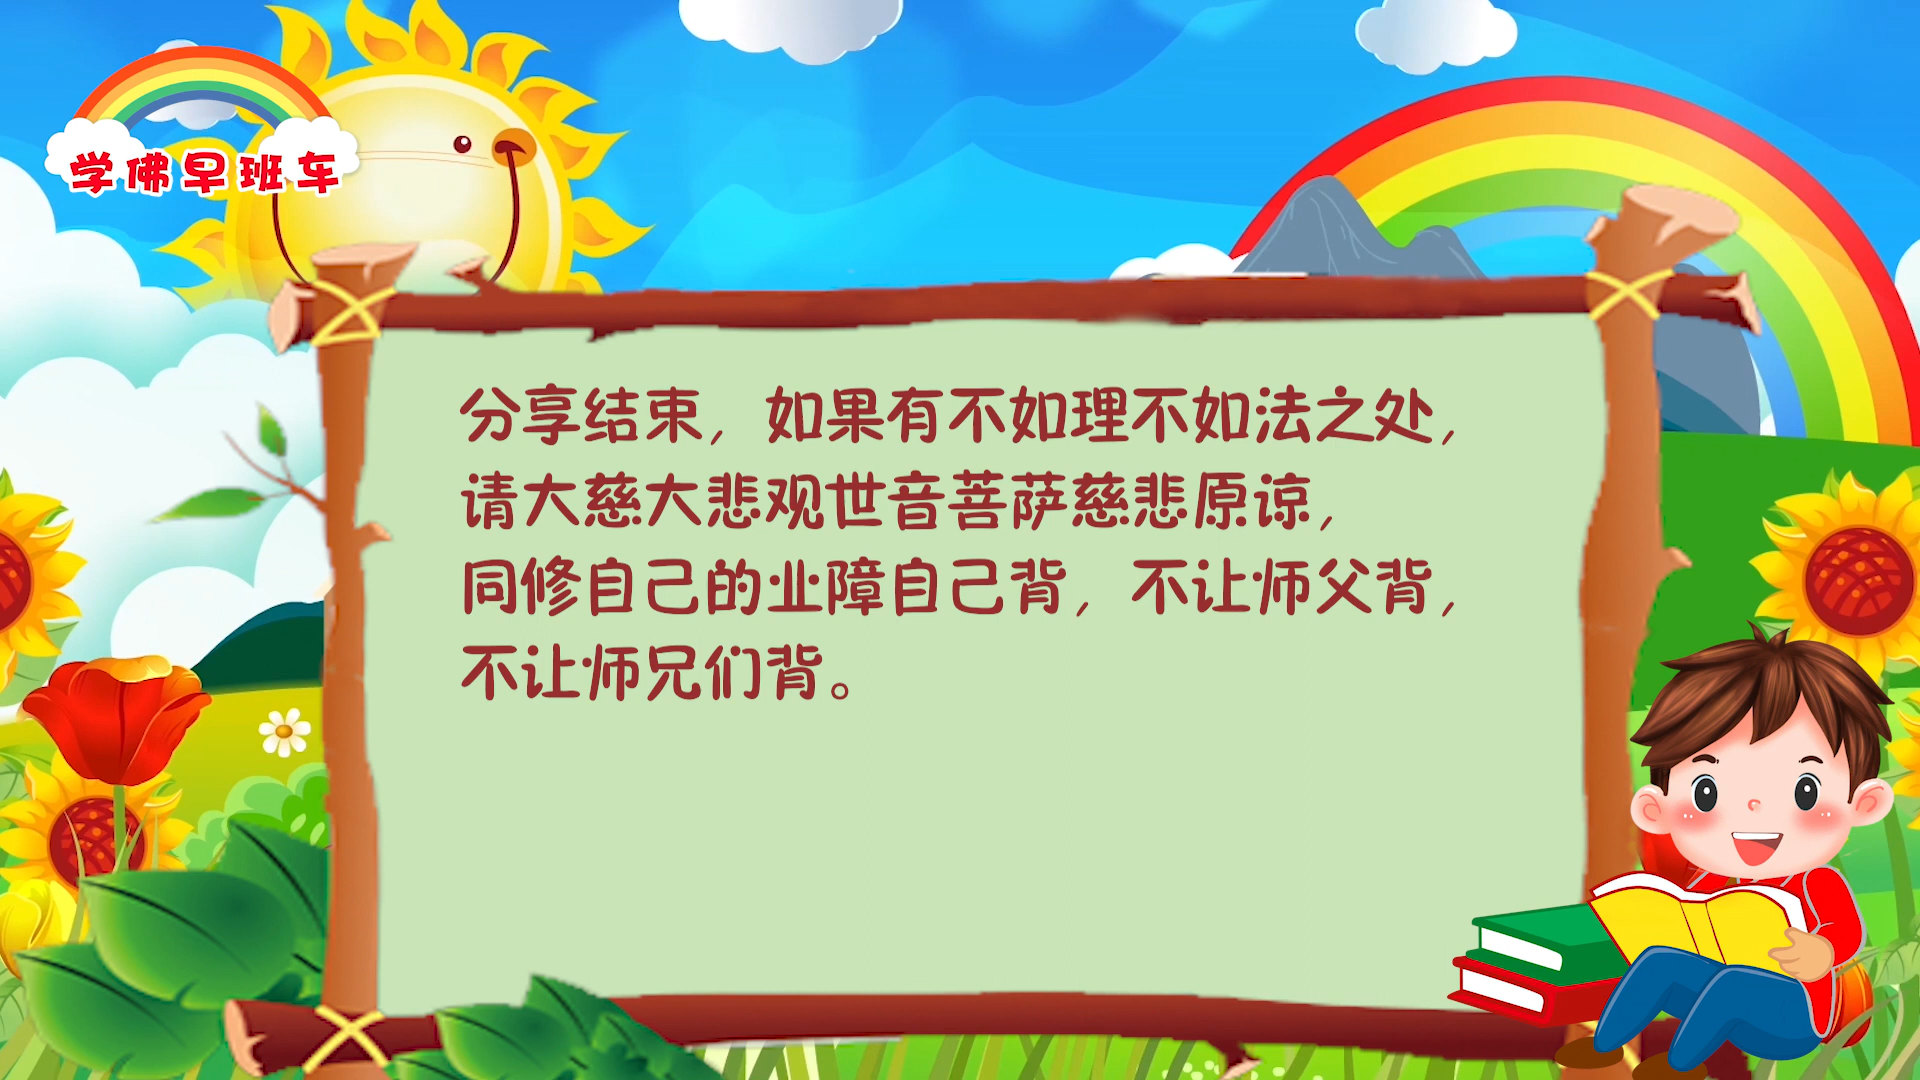 学佛早班车
分享结束，如果有不如理不如法之处，
请大慈大悲观世音菩萨慈悲原谅，
同修自己的业障自己背，不让师父背，
不让师兄们背。